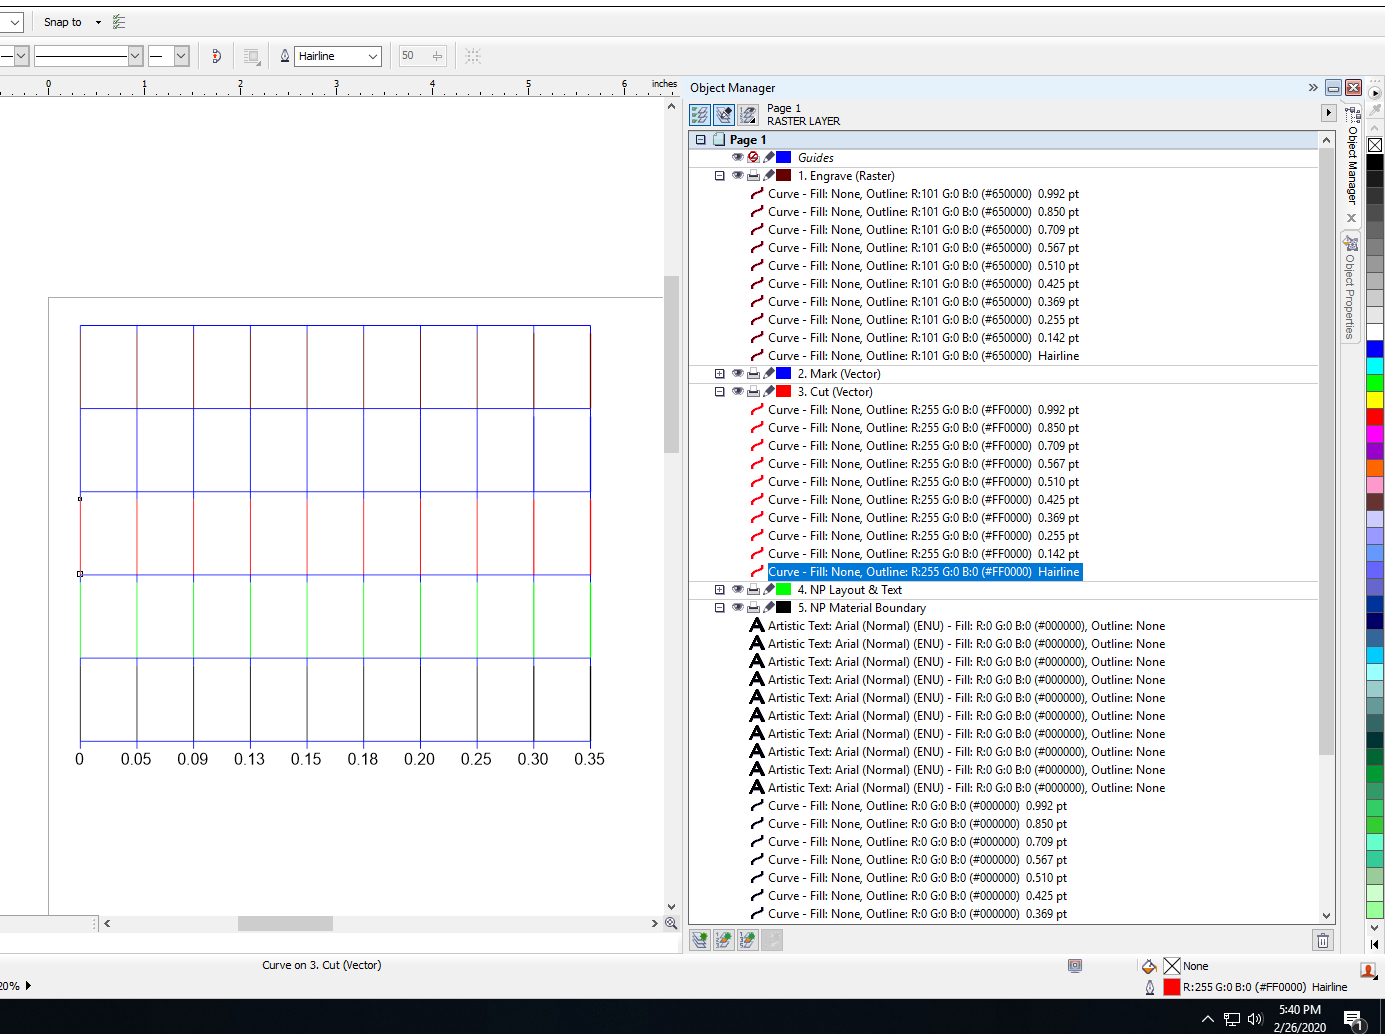 Snap to
Hairline
50
0 1 2 3 4 5 6 inches
Object Manager
Page 1
RASTER LAYER
Page 1
Guides
1. Engrave (Raster)
Curve - Fill: None, Outline: R:101 G:0 B:0 (#650000) 0.992 pt
Curve - Fill: None, Outline: R:101 G:0 B:0 (#650000) 0.850 pt
Curve - Fill: None, Outline: R:101 G:0 B:0 (#650000) 0.709 pt
Curve - Fill: None, Outline: R:101 G:0 B:0 (#650000) 0.567 pt
Curve - Fill: None, Outline: R:101 G:0 B:0 (#650000) 0.510 pt
Curve - Fill: None, Outline: R:101 G:0 B:0 (#650000) 0.425 pt
Curve - Fill: None, Outline: R:101 G:0 B:0 (#650000) 0.369 pt
Curve - Fill: None, Outline: R:101 G:0 B:0 (#650000) 0.255 pt
Curve - Fill: None, Outline: R:101 G:0 B:0 (#650000) 0.142 pt
Curve - Fill: None, Outline: R:101 G:0 B:0 (#650000) Hairline
2. Mark (Vector)
3. Cut (Vector)
Curve - Fill: None, Outline: R:255 G:0 B:0 (#FF0000) 0.992 pt
Curve - Fill: None, Outline: R:255 G:0 B:0 (#FF0000) 0.850 pt
Curve - Fill: None, Outline: R:255 G:0 B:0 (#FF0000) 0.709 pt
Curve - Fill: None, Outline: R:255 G:0 B:0 (#FF0000) 0.567 pt
Curve - Fill: None, Outline: R:255 G:0 B:0 (#FF0000) 0.510 pt
Curve - Fill: None, Outline: R:255 G:0 B:0 (#FF0000) 0.425 pt
Curve - Fill: None, Outline: R:255 G:0 B:0 (#FF0000) 0.369 pt
Curve - Fill: None, Outline: R:255 G:0 B:0 (#FF0000) 0.255 pt
Curve - Fill: None, Outline: R:255 G:0 B:0 (#FF0000) 0.142 pt
Curve - Fill: None, Outline: R:255 G:0 B:0 (#FF0000) Hairline
4. NP Layout & Text
5. NP Material Boundary
Artistic Text: Arial (Normal) (ENU) - Fill: R:0 G:0 B:0 (#000000), Outline: None
Artistic Text: Arial (Normal) (ENU) - Fill: R:0 G:0 B:0 (#000000), Outline: None
Artistic Text: Arial (Normal) (ENU) - Fill: R:0 G:0 B:0 (#000000), Outline: None
Artistic Text: Arial (Normal) (ENU) - Fill: R:0 G:0 B:0 (#000000), Outline: None
Artistic Text: Arial (Normal) (ENU) - Fill: R:0 G:0 B:0 (#000000), Outline: None
Artistic Text: Arial (Normal) (ENU) - Fill: R:0 G:0 B:0 (#000000), Outline: None
Artistic Text: Arial (Normal) (ENU) - Fill: R:0 G:0 B:0 (#000000), Outline: None
Artistic Text: Arial (Normal) (ENU) - Fill: R:0 G:0 B:0 (#000000), Outline: None
Artistic Text: Arial (Normal) (ENU) - Fill: R:0 G:0 B:0 (#000000), Outline: None
Artistic Text: Arial (Normal) (ENU) - Fill: R:0 G:0 B:0 (#000000), Outline: None
Curve - Fill: None, Outline: R:0 G:0 B:0 (#000000) 0.992 pt
Curve - Fill: None, Outline: R:0 G:0 B:0 (#000000) 0.850 pt
Curve - Fill: None, Outline: R:0 G:0 B:0 (#000000) 0.709 pt
Curve - Fill: None, Outline: R:0 G:0 B:0 (#000000) 0.567 pt
Curve - Fill: None, Outline: R:0 G:0 B:0 (#000000) 0.510 pt
Curve - Fill: None, Outline: R:0 G:0 B:0 (#000000) 0.425 pt
Curve - Fill: None, Outline: R:0 G:0 B:0 (#000000) 0.369 pt
Object Manager
Object Properties
0 0.05 0.09 0.13 0.15 0.18 0.20 0.25 0.30 0.35
Curve on 3. Cut (Vector)
None
20%
R:255 G:0 B:0 (#FF0000) Hairline
5:40 PM
2/26/2020
1